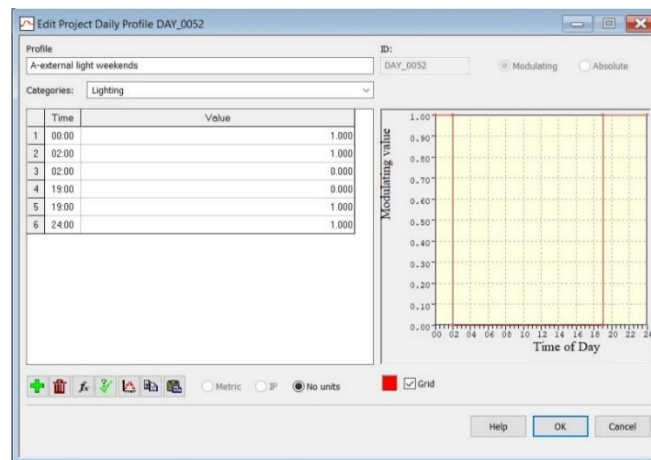 Edit Project Daily Profile DAY_0052
Profile
ID:
A-external light weekends
DAY_0052
Modulating
Absolute
Categories:
Lighting
Time Value
1 00:00 1.000
2 02:00 1.000
3 02:00 0.000
4 19:00 0.000
5 19:00 1.000
6 24:00 1.000
Modulating value
1.00
0.90
0.80
0.70
0.60
0.50
0.40
0.30
0.20
0.10
0.00
00 02 04 06 08 10 12 14 16 18 20 22 24
Time of Day
Metric
IP
No units
Grid
Help
OK
Cancel